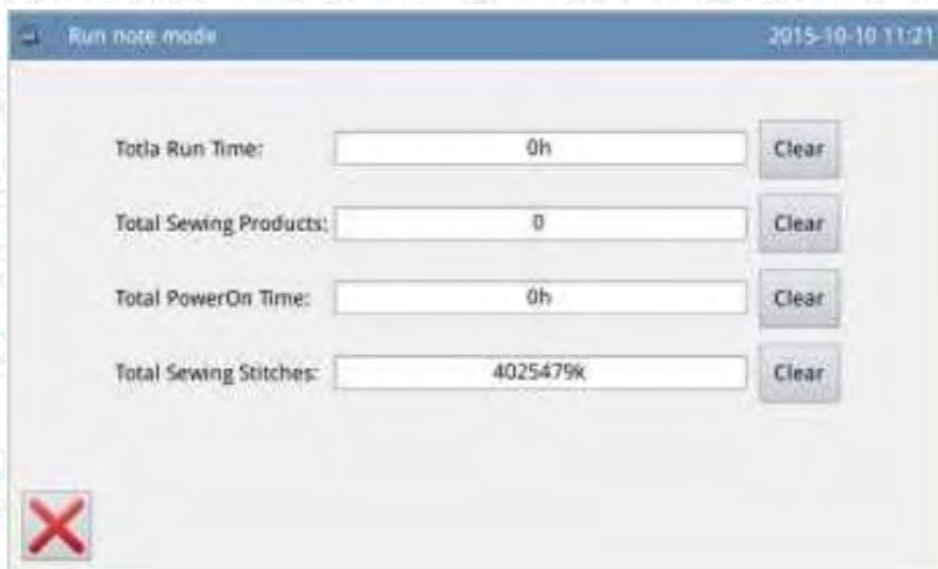 Run note mode 2015-10-10 11:21
Totla Run Time: 0h Clear
Total Sewing Products: 0 Clear
Total PowerOn Time: 0h Clear
Total Sewing Stitches: 4025479k Clear